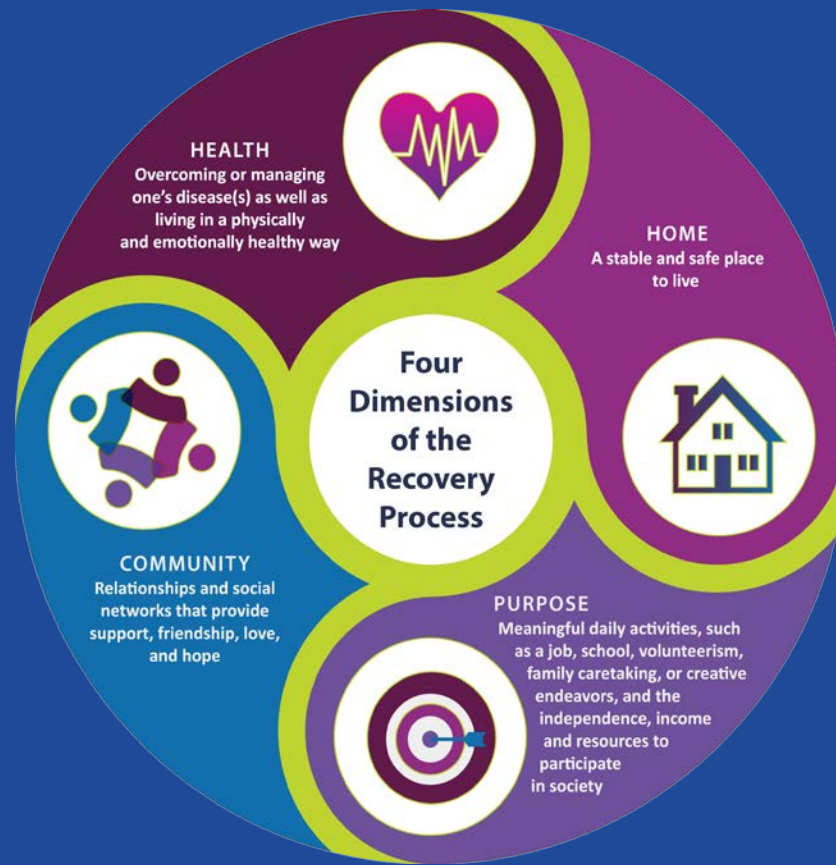 HEALTH
Overcoming or managing
one's disease(s) as well as
living in a physically
and emotionally healthy way
HOME
A stable and safe place
to live
Four
Dimensions
of the
Recovery
Process
COMMUNITY
Relationships and social
networks that provide
support, friendship, love,
and hope
PURPOSE
Meaningful daily activities, such
as a job, school, volunteerism,
family caretaking, or creative
endeavors, and the
independence, income
and resources to
participate
in society